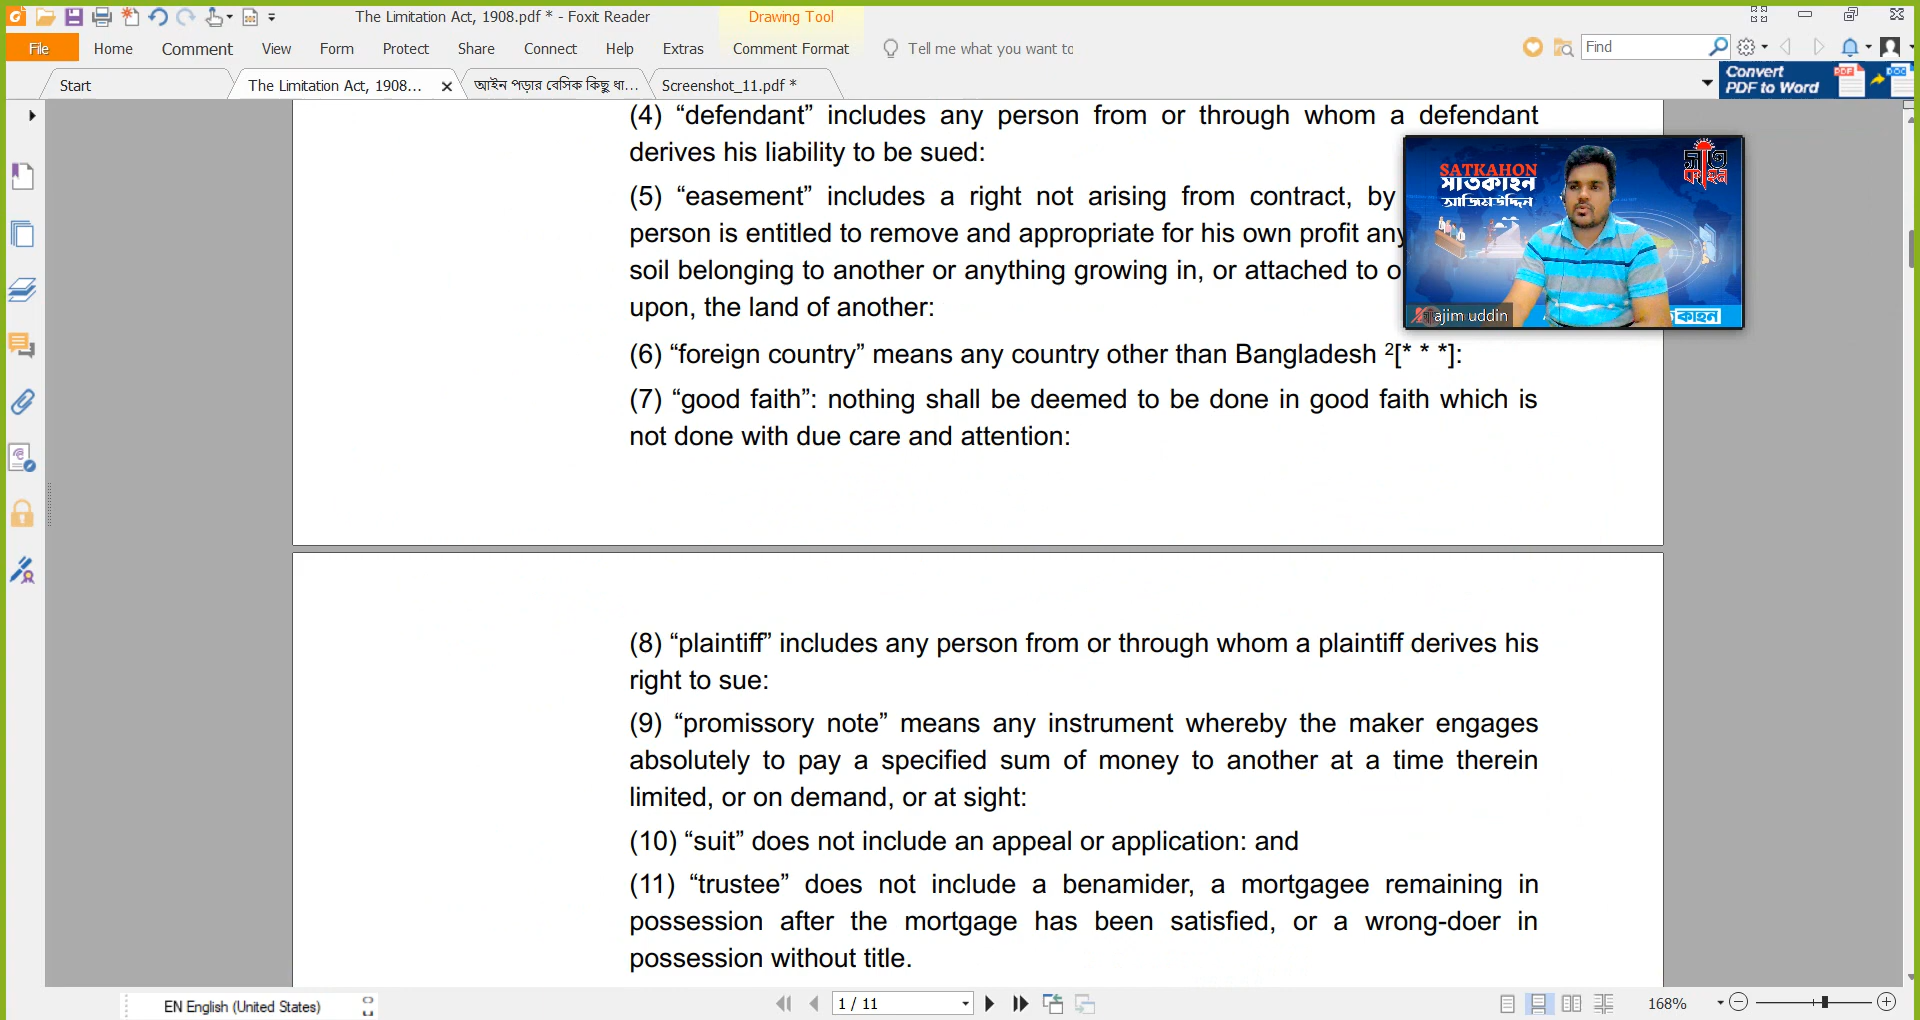 The Limitation Act, 1908.pdf * - Foxit Reader
Drawing Tool
File Home Comment View Form Protect Share Connect Help Extras Comment Format Tell me what you want to
Find
Start
The Limitation Act, 1908...
আইন পড়ার বেসিক কিছু ধা...
Screenshot_11.pdf *
Convert
PDF to Word
(4) “defendant” includes any person from or through whom a defendant
derives his liability to be sued:
(5) “easement” includes a right not arising from contract, by
person is entitled to remove and appropriate for his own profit any
soil belonging to another or anything growing in, or attached to o
upon, the land of another:
(6) “foreign country” means any country other than Bangladesh 2[* * *]:
(7) “good faith”: nothing shall be deemed to be done in good faith which is
not done with due care and attention:
SATKAHON
সাতকাহন
আজিমউদ্দিন
সাত
কাহন
ajim uddin
কাহন
(8) “plaintiff” includes any person from or through whom a plaintiff derives his
right to sue:
(9) “promissory note” means any instrument whereby the maker engages
absolutely to pay a specified sum of money to another at a time therein
limited, or on demand, or at sight:
(10) “suit” does not include an appeal or application: and
(11) “trustee” does not include a benamider, a mortgagee remaining in
possession after the mortgage has been satisfied, or a wrong-doer in
possession without title.
EN English (United States)
1 / 11
168%